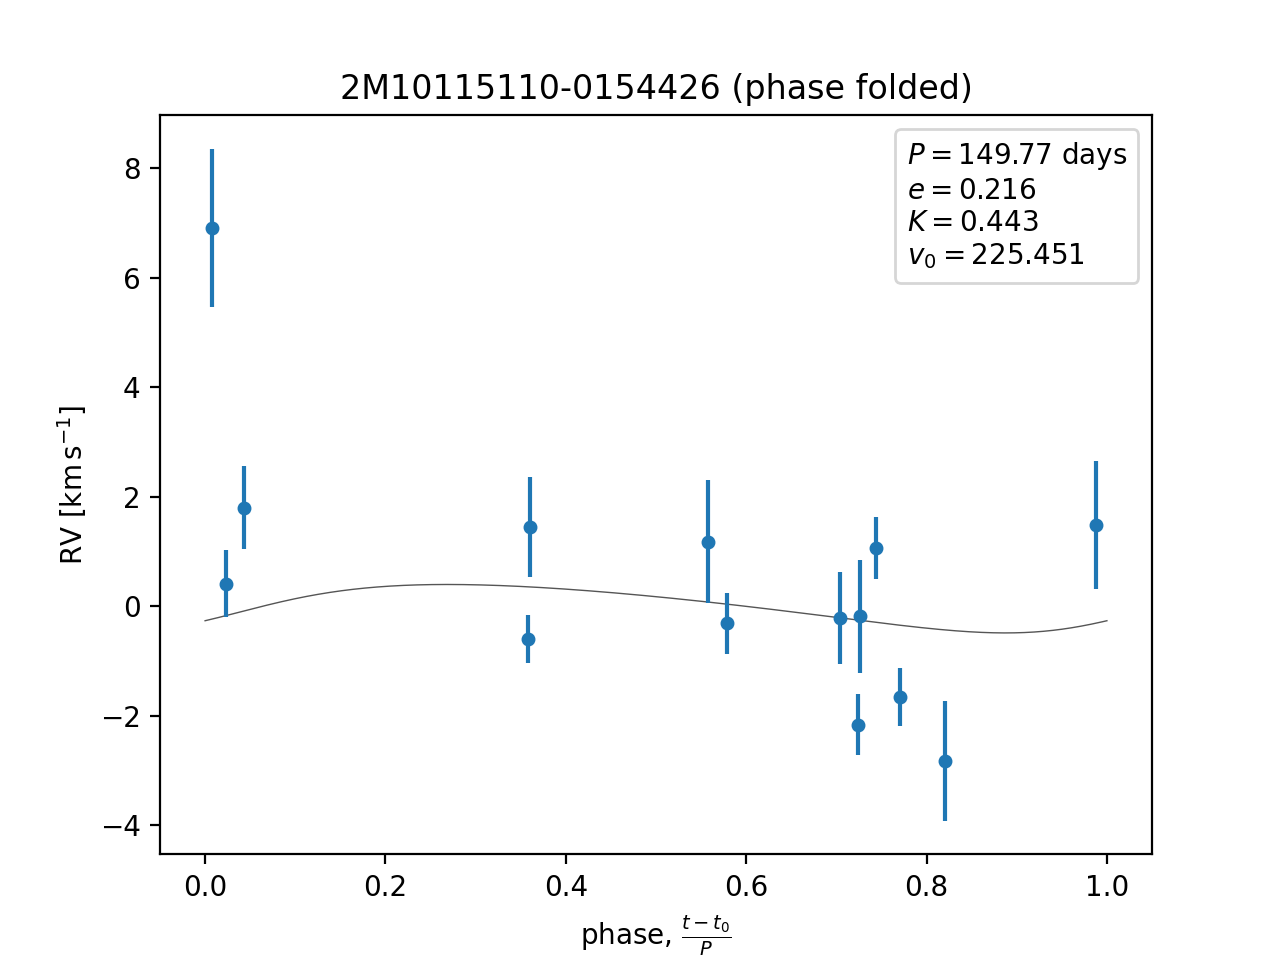 2M10115110-0154426 (phase folded)
P = 149.77 days
e = 0.216
K = 0.443
v₀ = 225.451
8
6
4
2
0
−2
−4
RV [km s⁻¹]
0.0 0.2 0.4 0.6 0.8 1.0
phase, (t − t₀)/P